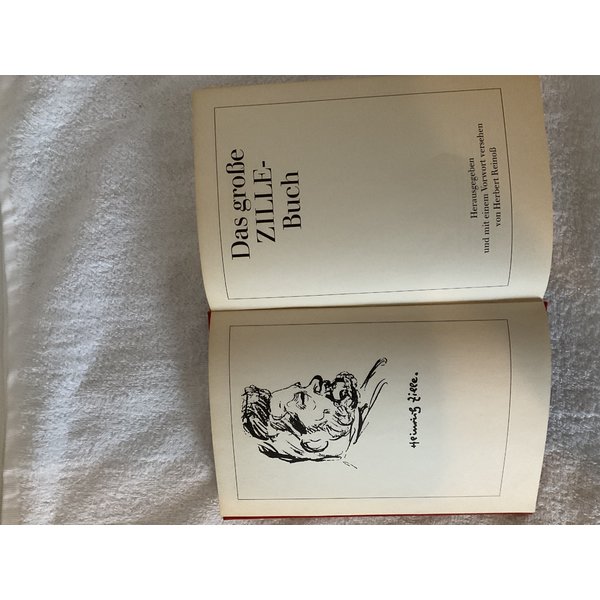 Heinrich Zille.
Das große
ZILLE-
Buch
Herausgegeben
und mit einem Vorwort versehen
von Herbert Reinoß